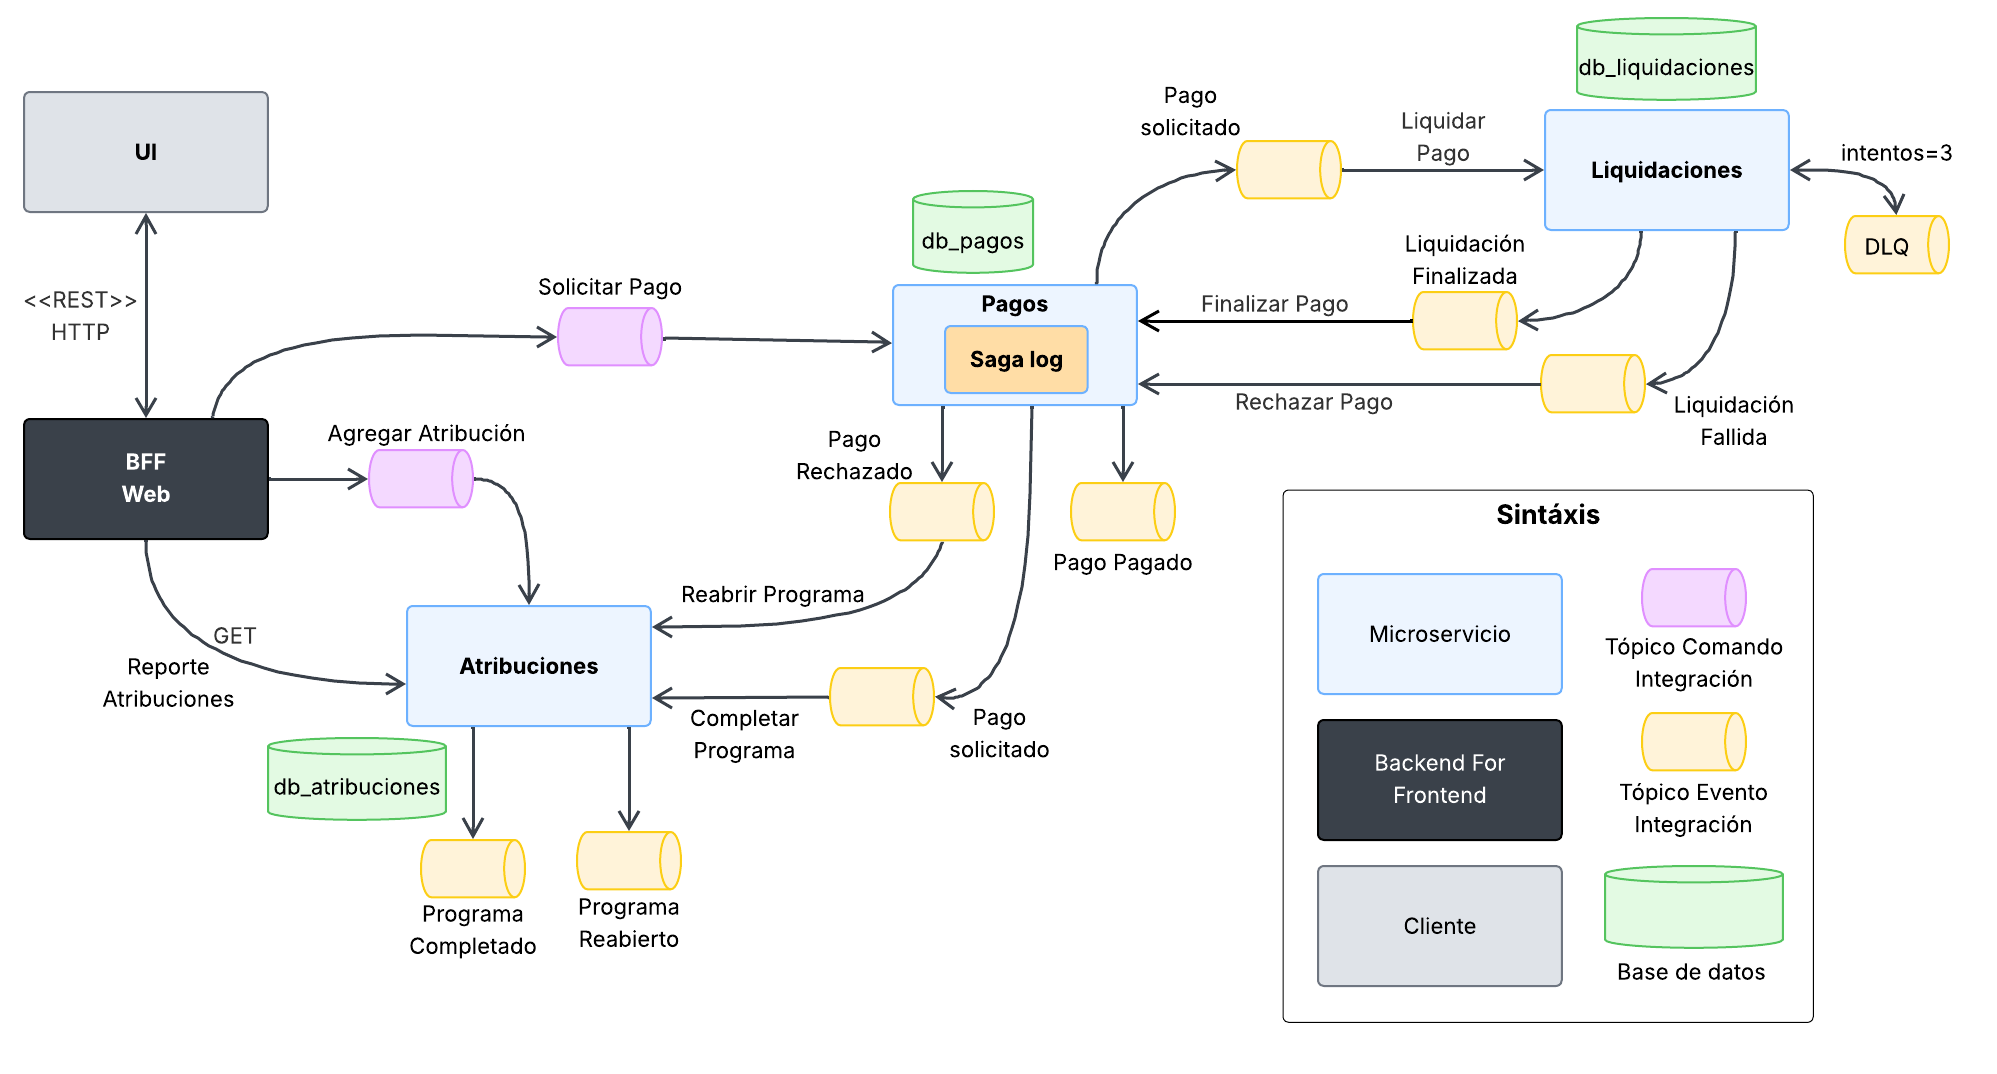 db_liquidaciones
Pago
solicitado
Liquidar
Pago
UI
Liquidaciones
intentos=3
db_pagos
DLQ
Liquidación
Finalizada
Solicitar Pago
<<REST>>
HTTP
Pagos
Saga log
Finalizar Pago
Rechazar Pago
Liquidación
Fallida
Agregar Atribución
BFF
Web
Pago
Rechazado
Pago Pagado
Reabrir Programa
GET
Reporte
Atribuciones
Atribuciones
Completar
Programa
Pago
solicitado
db_atribuciones
Programa
Completado
Programa
Reabierto
Sintáxis
Microservicio
Tópico Comando
Integración
Backend For
Frontend
Tópico Evento
Integración
Cliente
Base de datos